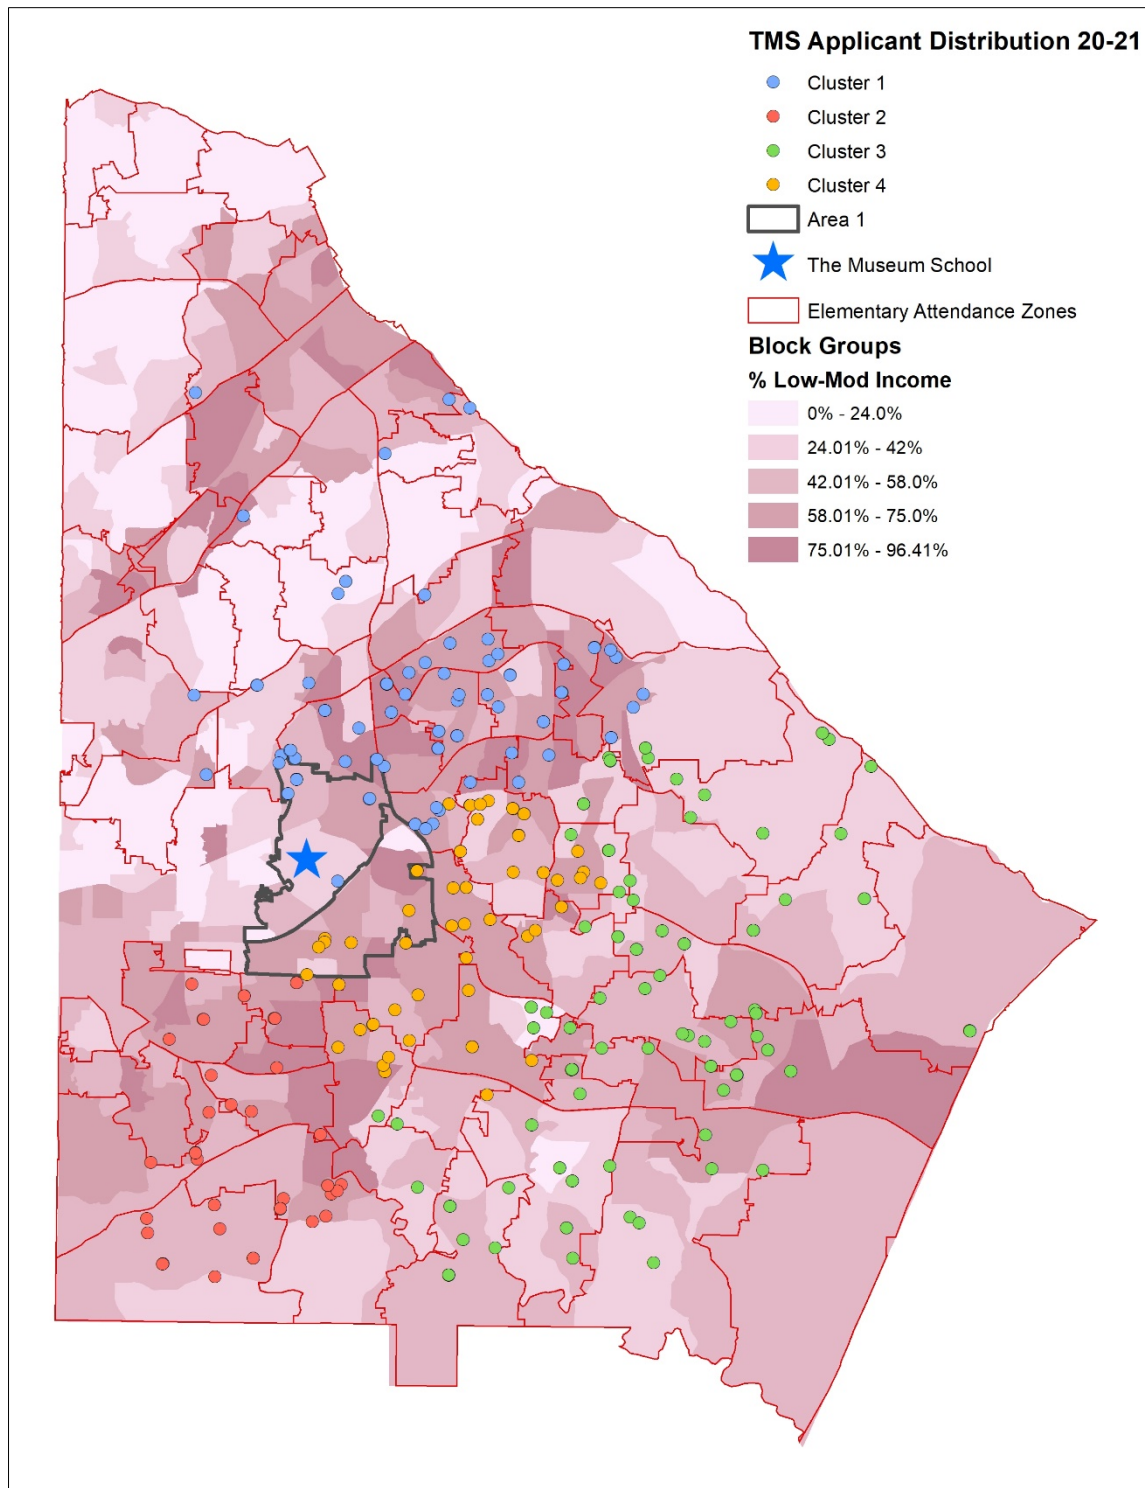 TMS Applicant Distribution 20-21
Cluster 1
Cluster 2
Cluster 3
Cluster 4
Area 1
The Museum School
Elementary Attendance Zones
Block Groups
% Low-Mod Income
0% - 24.0%
24.01% - 42%
42.01% - 58.0%
58.01% - 75.0%
75.01% - 96.41%